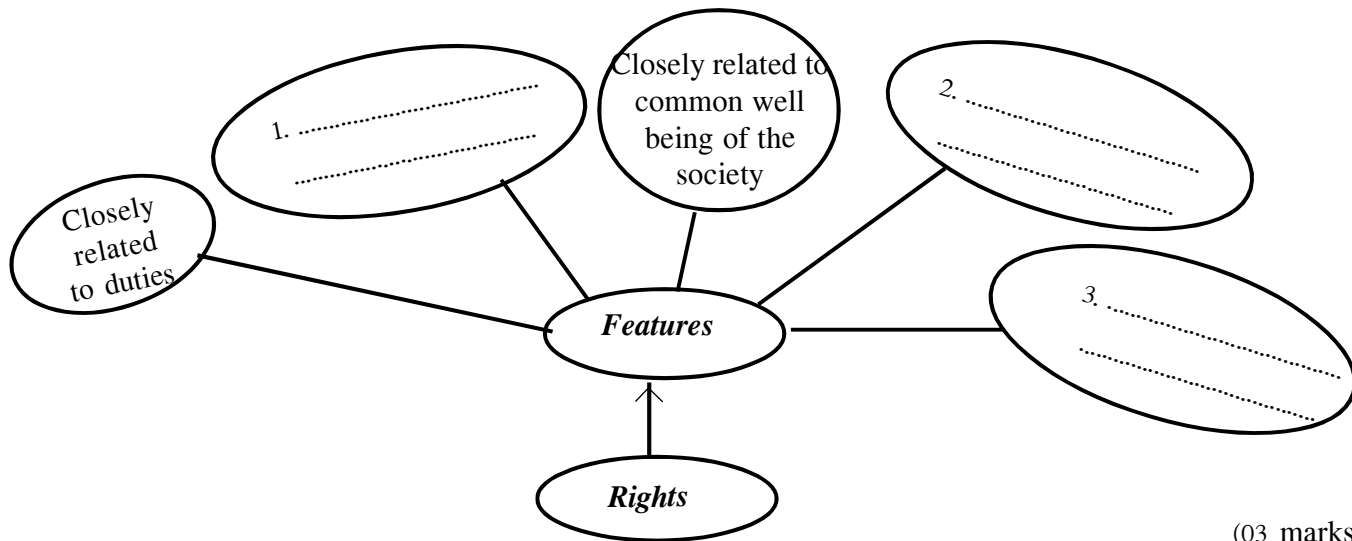 Closely related to
common well
being of the
society
1. ................................................
................................................
2. ................................................
................................................
Closely
related
to duties
3. ................................................
................................................
Features
Rights
(03 marks